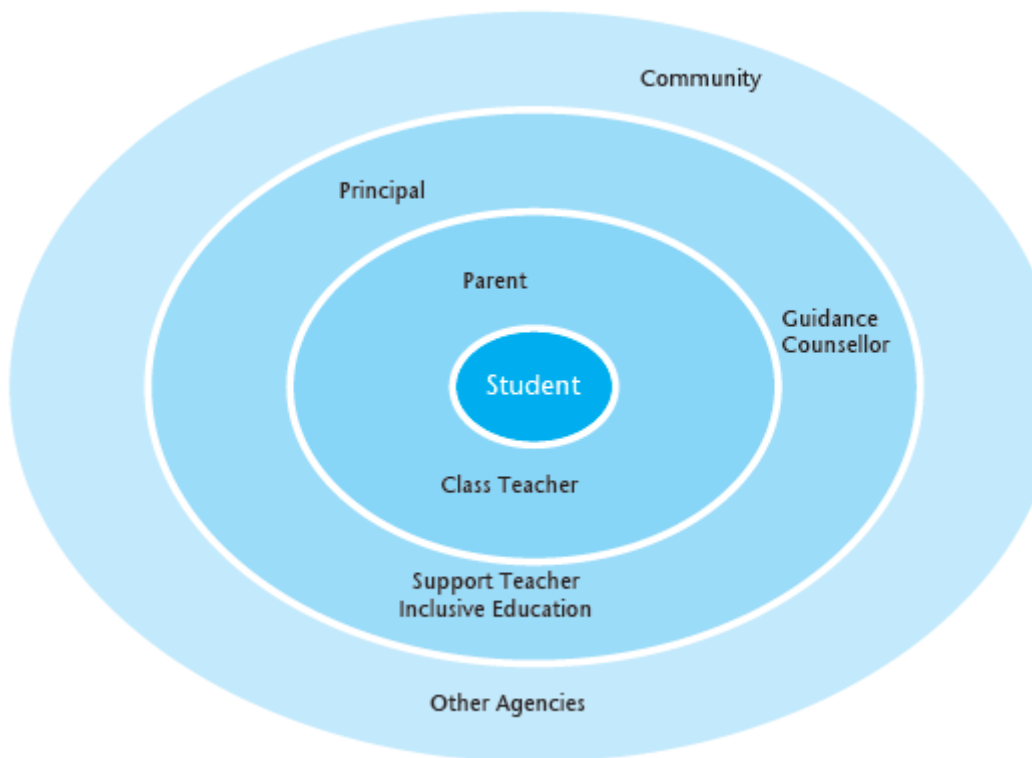 Community
Principal
Parent
Guidance
Counsellor
Student
Class Teacher
Support Teacher
Inclusive Education
Other Agencies